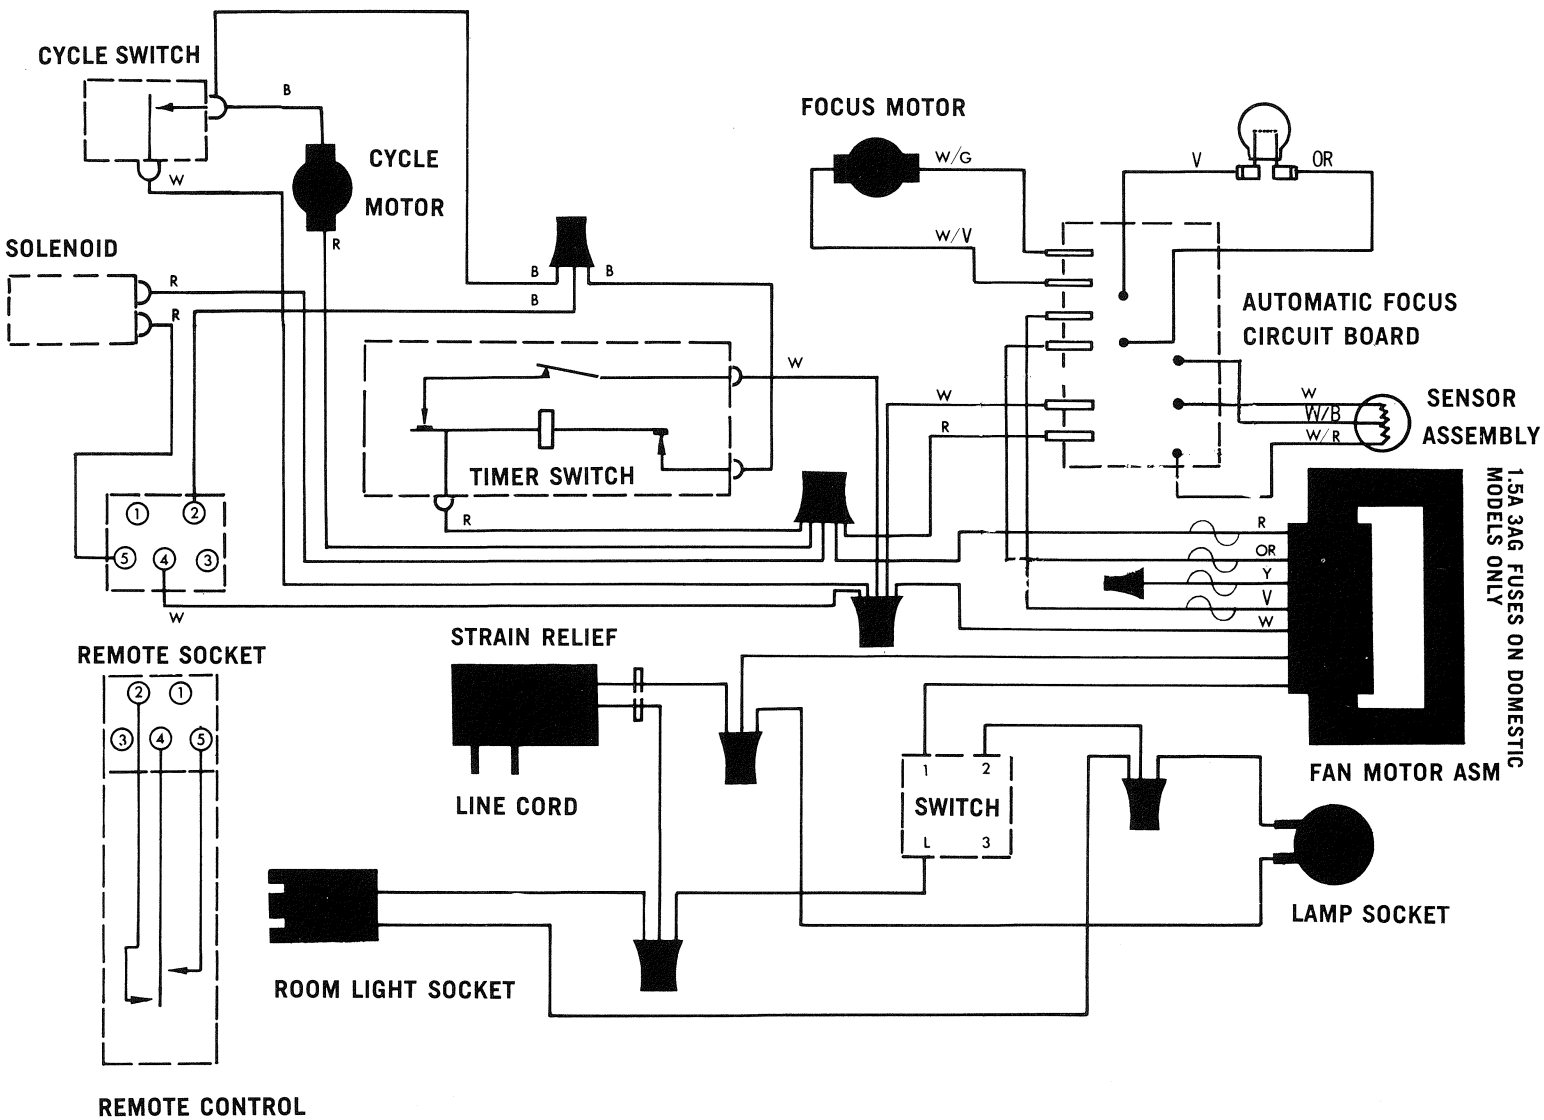 CYCLE SWITCH
B
W
CYCLE
MOTOR
R
SOLENOID
R
R
B
B
B
FOCUS MOTOR
W/G
W/V
V
OR
AUTOMATIC FOCUS
CIRCUIT BOARD
W
W
R
W
W/B
W/R
SENSOR
ASSEMBLY
TIMER SWITCH
R
1
2
5
4
3
W
REMOTE SOCKET
R
OR
Y
V
W
1.5A 3AG FUSES ON DOMESTIC
MODELS ONLY
FAN MOTOR ASM
STRAIN RELIEF
LINE CORD
2
1
3
4
5
1
2
SWITCH
L
3
LAMP SOCKET
ROOM LIGHT SOCKET
REMOTE CONTROL